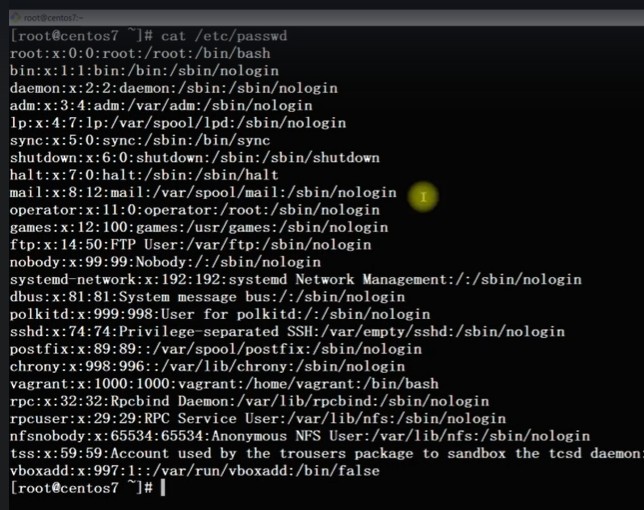 root@centos7:~
[root@centos7 ~]# cat /etc/passwd
root:x:0:0:root:/root:/bin/bash
bin:x:1:1:bin:/bin:/sbin/nologin
daemon:x:2:2:daemon:/sbin:/sbin/nologin
adm:x:3:4:adm:/var/adm:/sbin/nologin
lp:x:4:7:lp:/var/spool/lpd:/sbin/nologin
sync:x:5:0:sync:/sbin:/bin/sync
shutdown:x:6:0:shutdown:/sbin:/sbin/shutdown
halt:x:7:0:halt:/sbin:/sbin/halt
mail:x:8:12:mail:/var/spool/mail:/sbin/nologin
operator:x:11:0:operator:/root:/sbin/nologin
games:x:12:100:games:/usr/games:/sbin/nologin
ftp:x:14:50:FTP User:/var/ftp:/sbin/nologin
nobody:x:99:99:Nobody:/:/sbin/nologin
systemd-network:x:192:192:systemd Network Management:/:/sbin/nologin
dbus:x:81:81:System message bus:/:/sbin/nologin
polkitd:x:999:998:User for polkitd:/:/sbin/nologin
sshd:x:74:74:Privilege-separated SSH:/var/empty/sshd:/sbin/nologin
postfix:x:89:89::/var/spool/postfix:/sbin/nologin
chrony:x:998:996::/var/lib/chrony:/sbin/nologin
vagrant:x:1000:1000:vagrant:/home/vagrant:/bin/bash
rpc:x:32:32:Rpcbind Daemon:/var/lib/rpcbind:/sbin/nologin
rpcuser:x:29:29:RPC Service User:/var/lib/nfs:/sbin/nologin
nfsnobody:x:65534:65534:Anonymous NFS User:/var/lib/nfs:/sbin/nologin
tss:x:59:59:Account used by the trousers package to sandbox the tcsd daemon:
vboxadd:x:997:1::/var/run/vboxadd:/bin/false
[root@centos7 ~]#